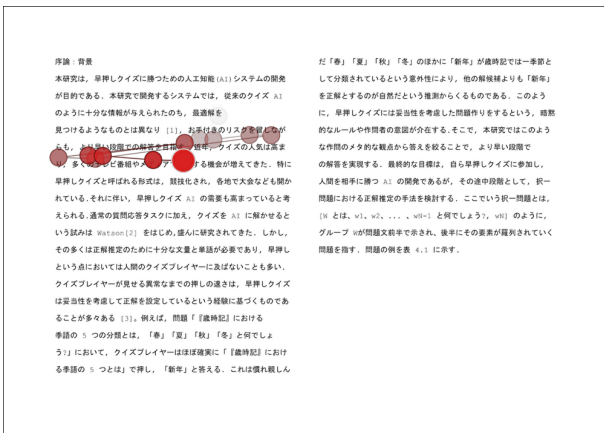 序論：背景
本研究は，早押しクイズに勝つための人工知能(AI)システムの開発
が目的である．本研究で開発するシステムでは，従来のクイズ AI
のように十分な情報が与えられたのち，最適解を
見つけるようなものとは異なり [1]，お手付きのリスクを冒しなが
らも，より早い段階での解答を目指す．近年，クイズの人気は高ま
り，多くのテレビ番組やメディアで する機会が増えてきた．特に
早押しクイズと呼ばれる形式は，競技化され，各地で大会なども開か
れている．それに伴い，早押しクイズ AI の需要も高まっていると考
えられる．通常の質問応答タスクに加え，クイズを AI に解かせると
いう試みは Watson[2] をはじめ，盛んに研究されてきた．しかし，
その多くは正解推定のために十分な文量と単語が必要であり，早押し
という点においては人間のクイズプレイヤーに及ばないことも多い．
クイズプレイヤーが見せる異常なまでの押しの速さは，早押しクイズ
は妥当性を考慮して正解を設定しているという経験に基づくものであ
ることが多々ある [3]．例えば，問題「『歳時記』における
季語の 5 つの分類とは，「春」「夏」「秋」「冬」と何でしょ
う?」において，クイズプレイヤーはほぼ確実に「『歳時記』におけ
る季語の 5 つとは」で押し，「新年」と答える．これは慣れ親しん
だ「春」「夏」「秋」「冬」のほかに「新年」が歳時記では一季節と
して分類されているという意外性により，他の解候補よりも「新年」
を正解とするのが自然だという推測からくるものである．このよう
に，早押しクイズには妥当性を考慮した問題作りをするという，暗黙
的なルールや作問者の意図が介在する．そこで，本研究ではこのよう
な作問のメタ的な観点から答えを絞ることで，より早い段階で
の解答を実現する．最終的な目標は，自ら早押しクイズに参加し，
人間を相手に勝つ AI の開発であるが，その途中段階として，択一
問題における正解推定の手法を検討する．ここでいう択一問題とは，
[W とは，w1，w2，...，wN-1 と何でしょう?，wN] のように，
グループ Wが問題文前半で示され，後半にその要素が羅列されていく
問題を指す．問題の例を表 4.1 に示す．